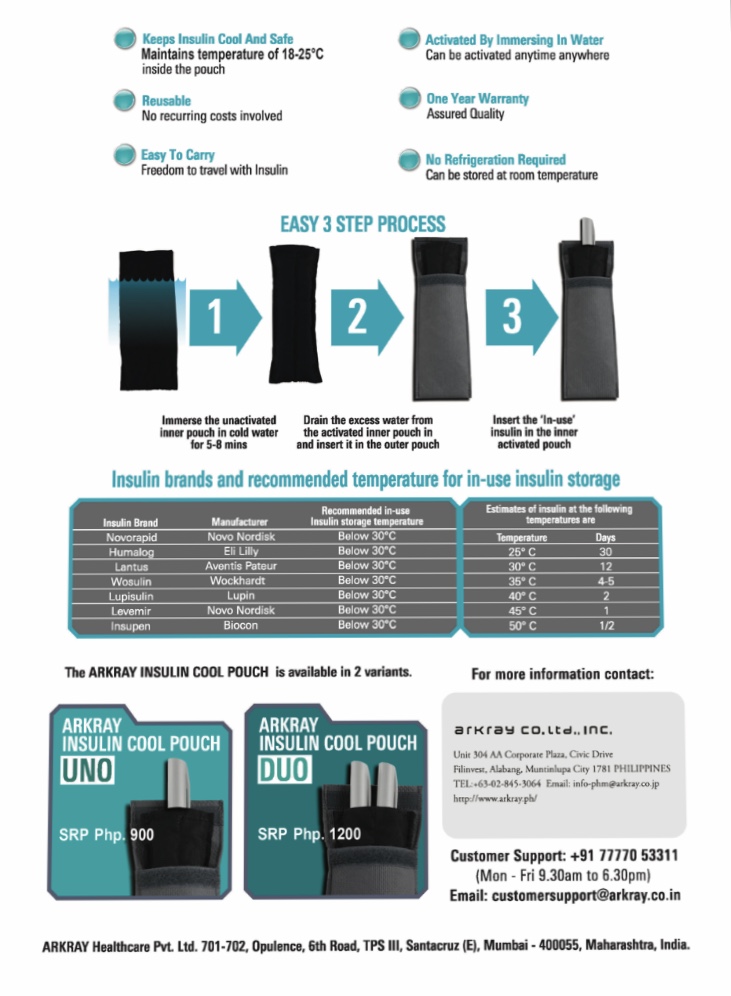 Keeps Insulin Cool And Safe
Maintains temperature of 18-25°C
inside the pouch
Activated By Immersing In Water
Can be activated anytime anywhere
Reusable
No recurring costs involved
One Year Warranty
Assured Quality
Easy To Carry
Freedom to travel with Insulin
No Refrigeration Required
Can be stored at room temperature
EASY 3 STEP PROCESS
1
2
3
Immerse the unactivated
inner pouch in cold water
for 5-8 mins
Drain the excess water from
the activated inner pouch in
and insert it in the outer pouch
Insert the 'In-use'
insulin in the inner
activated pouch
Insulin brands and recommended temperature for in-use insulin storage
Insulin Brand Manufacturer Recommended in-use Insulin storage temperature
Novorapid Novo Nordisk Below 30°C
Humalog Eli Lilly Below 30°C
Lantus Aventis Pateur Below 30°C
Wosulin Wockhardt Below 30°C
Lupisulin Lupin Below 30°C
Levemir Novo Nordisk Below 30°C
Insupen Biocon Below 30°C
Estimates of insulin at the following
temperatures are
Temperature Days
25° C 30
30° C 12
35° C 4-5
40° C 2
45° C 1
50° C 1/2
The ARKRAY INSULIN COOL POUCH is available in 2 variants.
ARKRAY
INSULIN COOL POUCH
UNO
SRP Php. 900
ARKRAY
INSULIN COOL POUCH
DUO
SRP Php. 1200
For more information contact:
arkray co.ltd., inc.
Unit 304 AA Corporate Plaza, Civic Drive
Filinvest, Alabang, Muntinlupa City 1781 PHILIPPINES
TEL:+63-02-845-3064 Email: info-phm@arkray.co.jp
http://www.arkray.ph/
Customer Support: +91 77770 53311
(Mon - Fri 9.30am to 6.30pm)
Email: customersupport@arkray.co.in
ARKRAY Healthcare Pvt. Ltd. 701-702, Opulence, 6th Road, TPS III, Santacruz (E), Mumbai - 400055, Maharashtra, India.